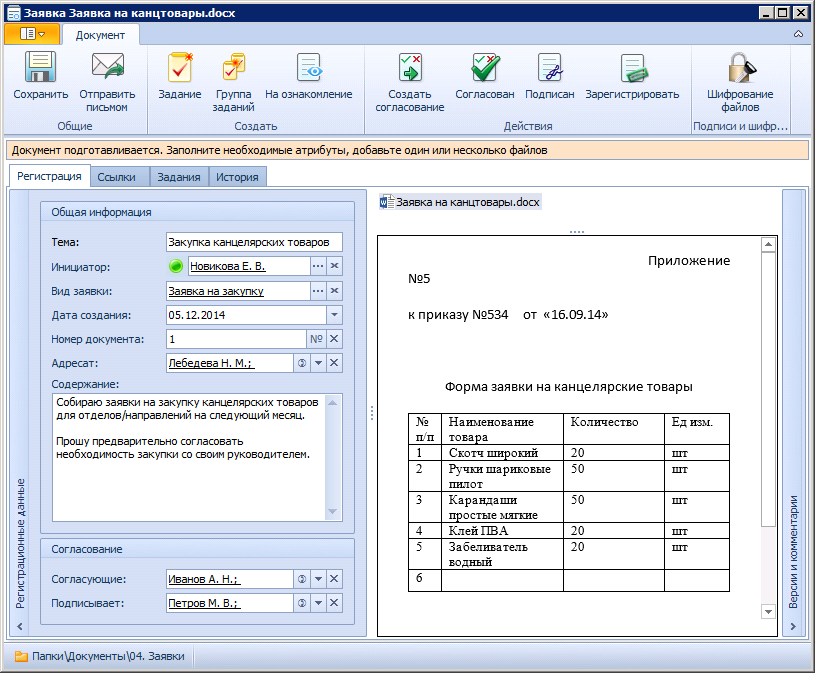 Заявка Заявка на канцтовары.docx
Документ
Сохранить
Отправить
письмом
Общие
Задание
Группа
заданий
На ознакомление
Создать
Создать
согласование
Согласован
Подписан
Зарегистрировать
Действия
Шифрование
файлов
Подписи и шифр...
Документ подготавливается. Заполните необходимые атрибуты, добавьте один или несколько файлов
Регистрация
Ссылки
Задания
История
Регистрационные данные
Общая информация
Тема: Закупка канцелярских товаров
Инициатор: Новикова Е. В.
Вид заявки: Заявка на закупку
Дата создания: 05.12.2014
Номер документа: 1 №
Адресат: Лебедева Н. М.;
Содержание:
Собираю заявки на закупку канцелярских товаров
для отделов/направлений на следующий месяц.
Прошу предварительно согласовать
необходимость закупки со своим руководителем.
Согласование
Согласующие: Иванов А. Н.;
Подписывает: Петров М. В.;
Заявка на канцтовары.docx
Приложение
№5
к приказу №534 от «16.09.14»
Форма заявки на канцелярские товары
№ Наименование Количество Ед изм.
п/п товара
1 Скотч широкий 20 шт
2 Ручки шариковые 50 шт
пилот
3 Карандаши 50 шт
простые мягкие
4 Клей ПВА 20 шт
5 Забеливатель 20 шт
водный
6
Версии и комментарии
Папки\Документы\04. Заявки